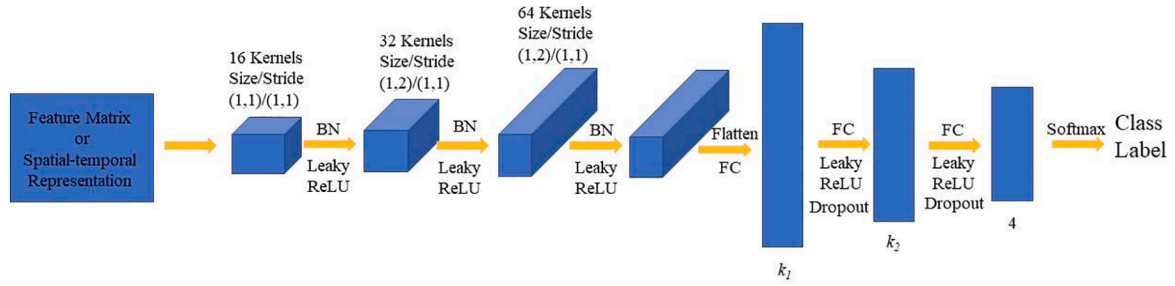 Feature Matrix
or
Spatial-temporal
Representation
16 Kernels
Size/Stride
(1,1)/(1,1)
BN
Leaky
ReLU
32 Kernels
Size/Stride
(1,2)/(1,1)
BN
Leaky
ReLU
64 Kernels
Size/Stride
(1,2)/(1,1)
BN
Leaky
ReLU
Flatten
FC
k1
FC
Leaky
ReLU
Dropout
k2
FC
Leaky
ReLU
Dropout
4
Softmax
Class
Label